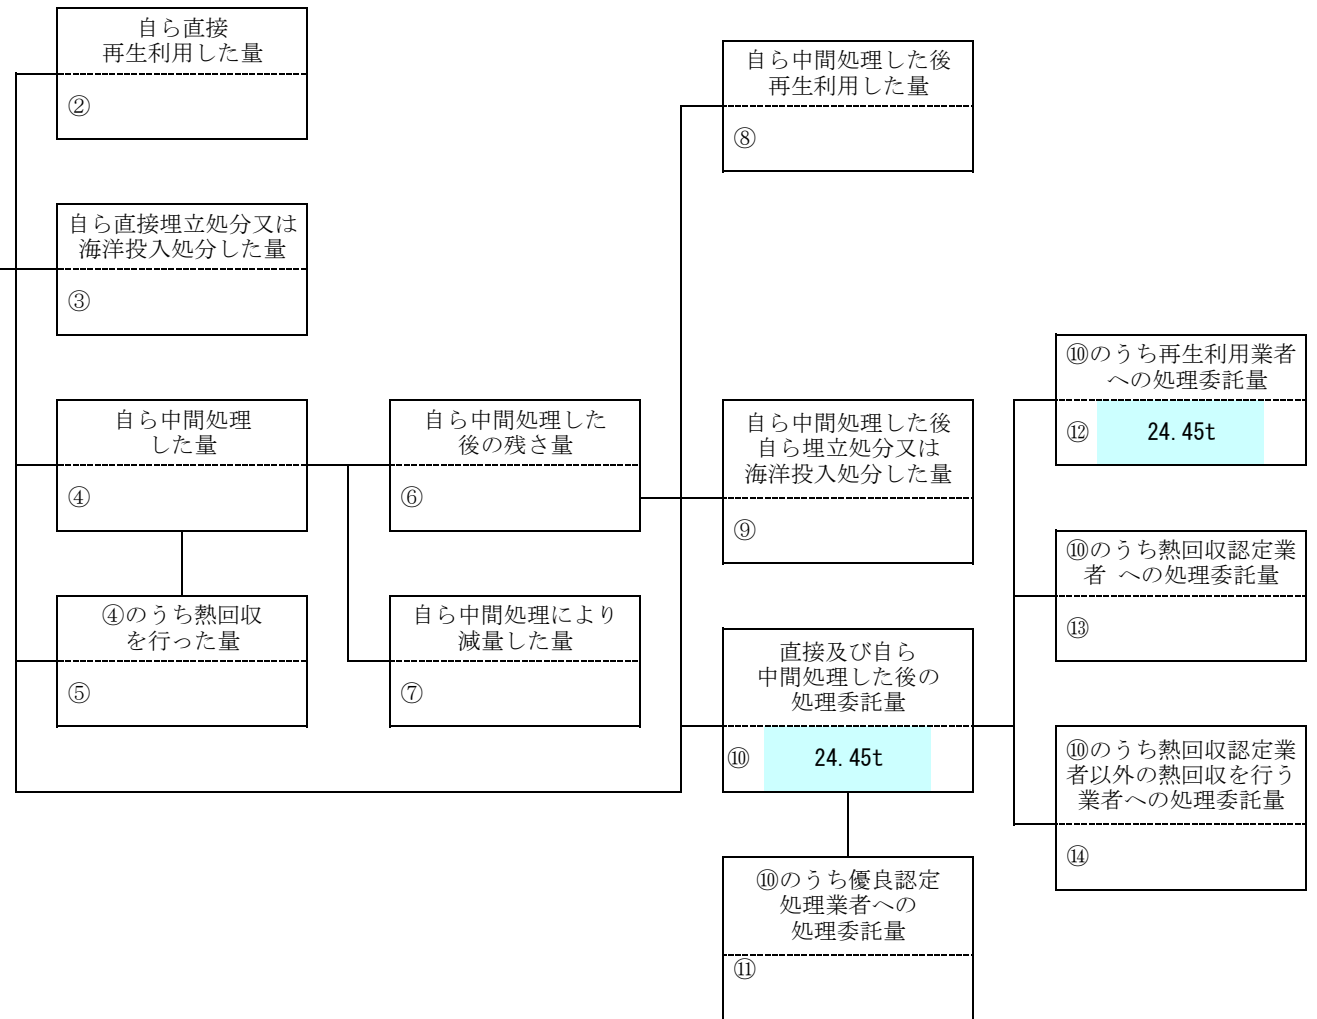 自ら直接
再生利用した量
②
自ら直接埋立処分又は
海洋投入処分した量
③
自ら中間処理
した量
④
④のうち熱回収
を行った量
⑤
自ら中間処理した
後の残さ量
⑥
自ら中間処理により
減量した量
⑦
自ら中間処理した後
再生利用した量
⑧
自ら中間処理した後
自ら埋立処分又は
海洋投入処分した量
⑨
直接及び自ら
中間処理した後の
処理委託量
⑩ 24.45t
⑩のうち優良認定
処理業者への
処理委託量
⑪
⑩のうち再生利用業者
への処理委託量
⑫ 24.45t
⑩のうち熱回収認定業
者 への処理委託量
⑬
⑩のうち熱回収認定業
者以外の熱回収を行う
業者への処理委託量
⑭